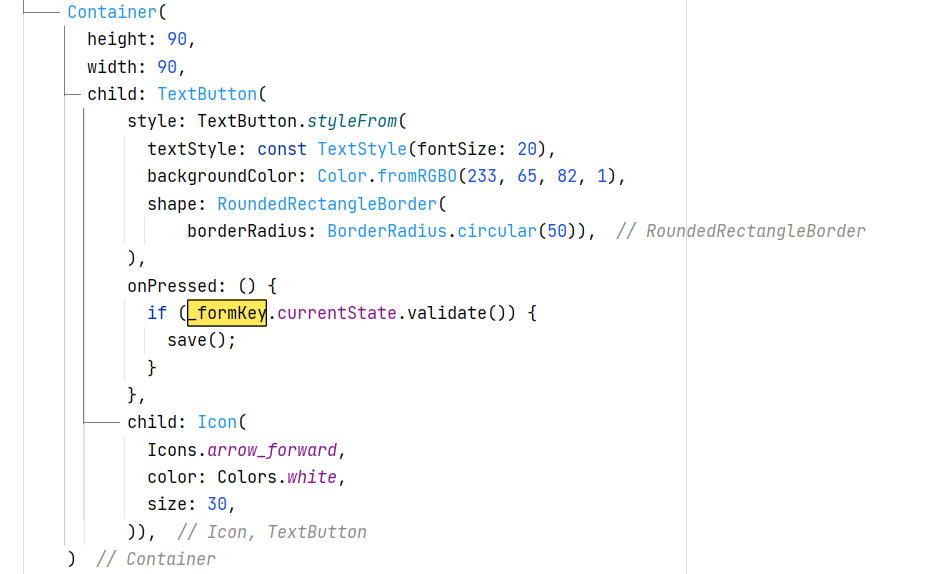 Container(
height: 90,
width: 90,
child: TextButton(
style: TextButton.styleFrom(
textStyle: const TextStyle(fontSize: 20),
backgroundColor: Color.fromRGBO(233, 65, 82, 1),
shape: RoundedRectangleBorder(
borderRadius: BorderRadius.circular(50)), // RoundedRectangleBorder
),
onPressed: () {
if (_formKey.currentState.validate()) {
save();
}
},
child: Icon(
Icons.arrow_forward,
color: Colors.white,
size: 30,
)), // Icon, TextButton
) // Container